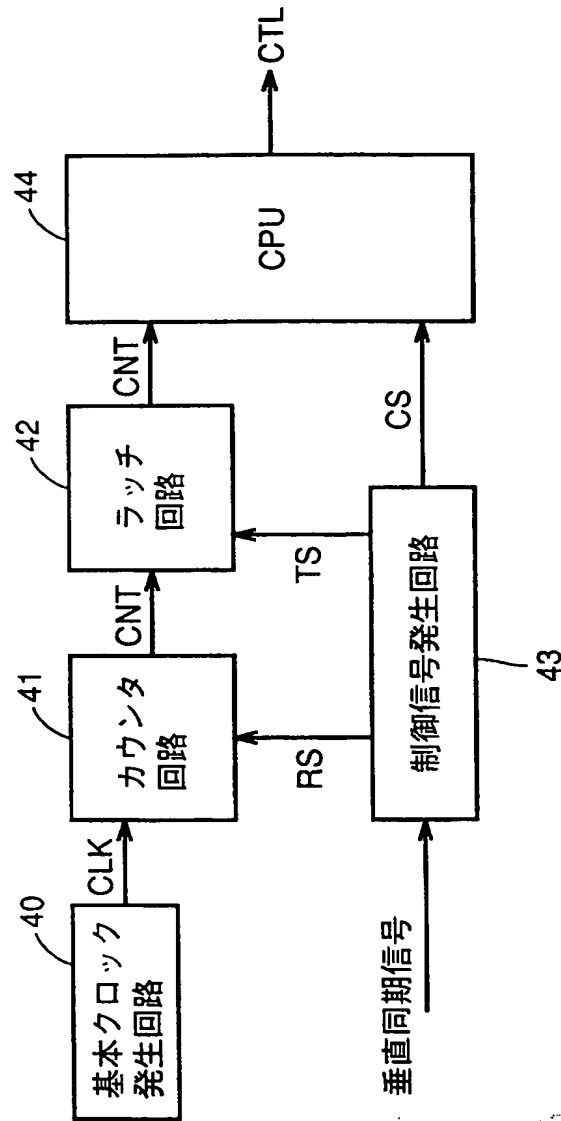 40
基本クロック
発生回路
CLK
41
カウンタ
回路
CNT
42
ラッチ
回路
CNT
44
CPU
CTL
垂直同期信号
RS
TS
制御信号発生回路
43
CS